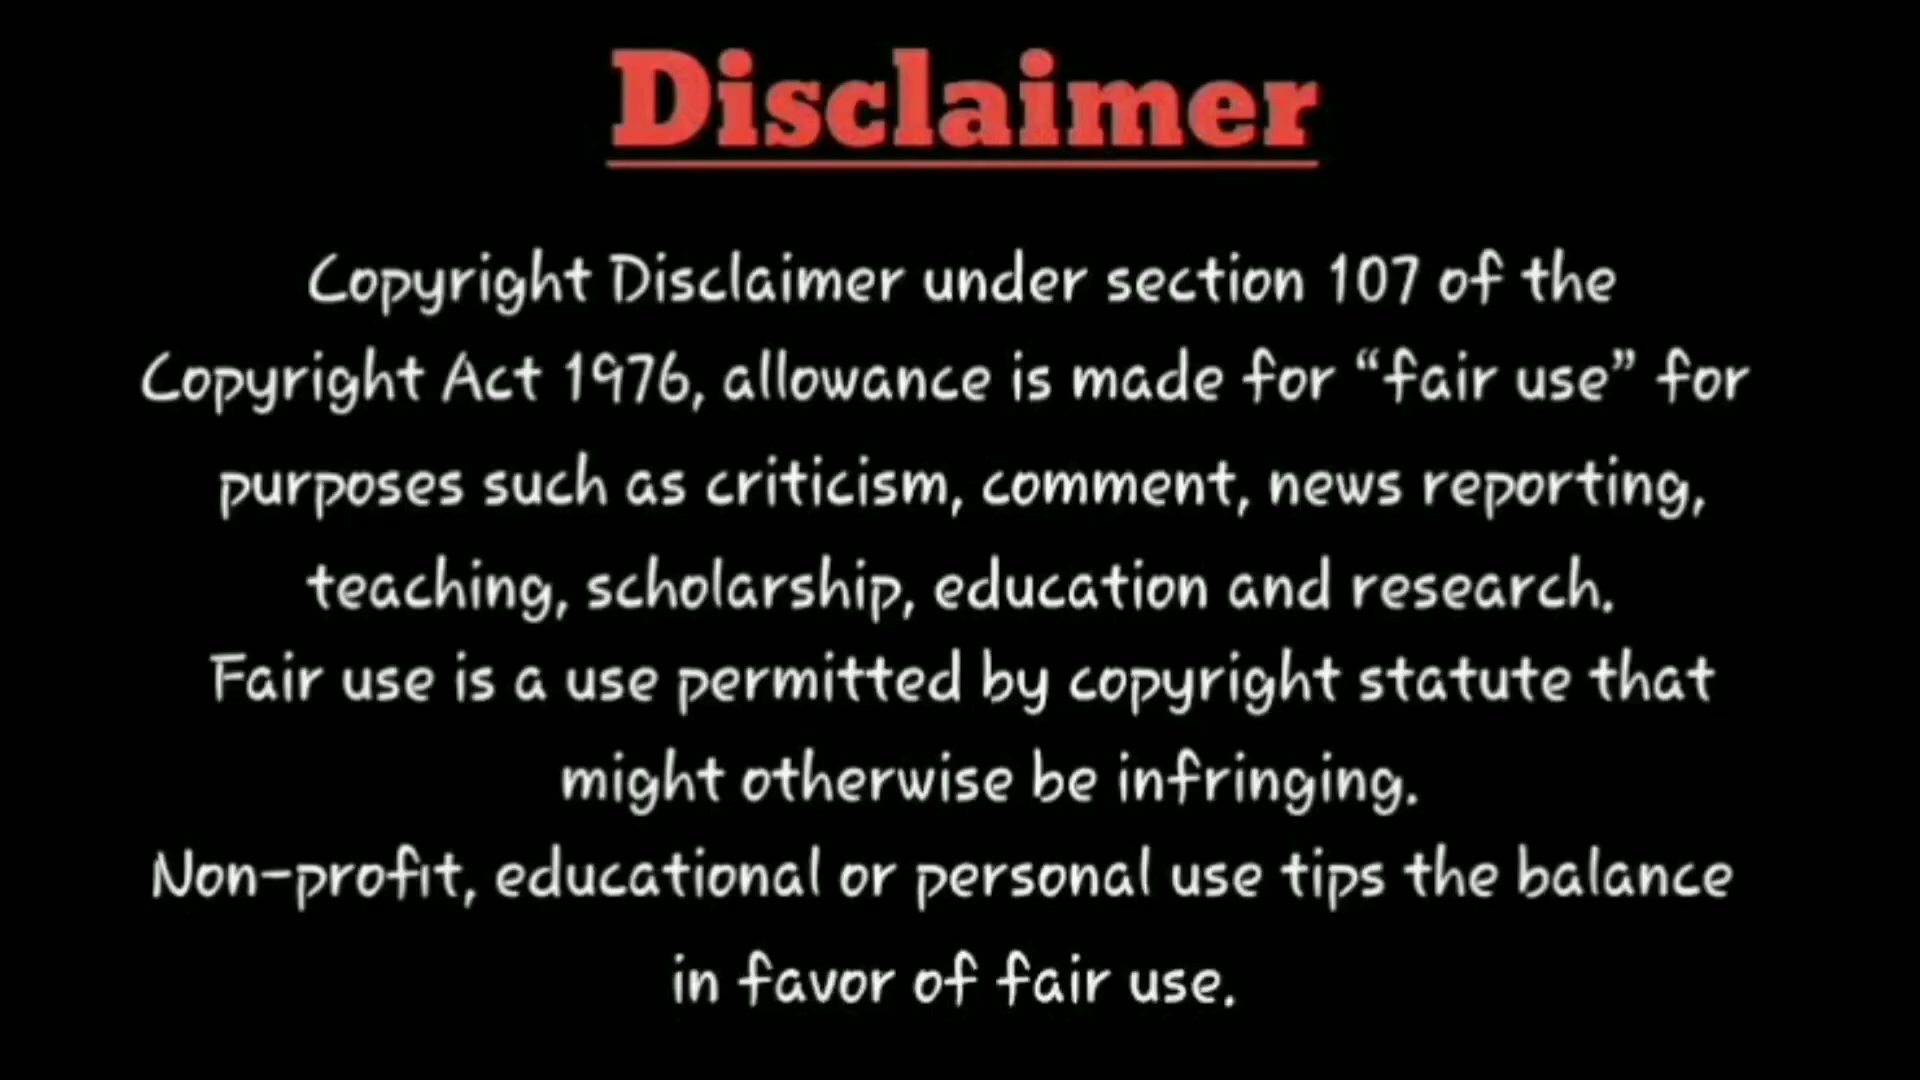 Disclaimer
Copyright Disclaimer under section 107 of the
Copyright Act 1976, allowance is made for “fair use” for
purposes such as criticism, comment, news reporting,
teaching, scholarship, education and research.
Fair use is a use permitted by copyright statute that
might otherwise be infringing.
Non-profit, educational or personal use tips the balance
in favor of fair use.